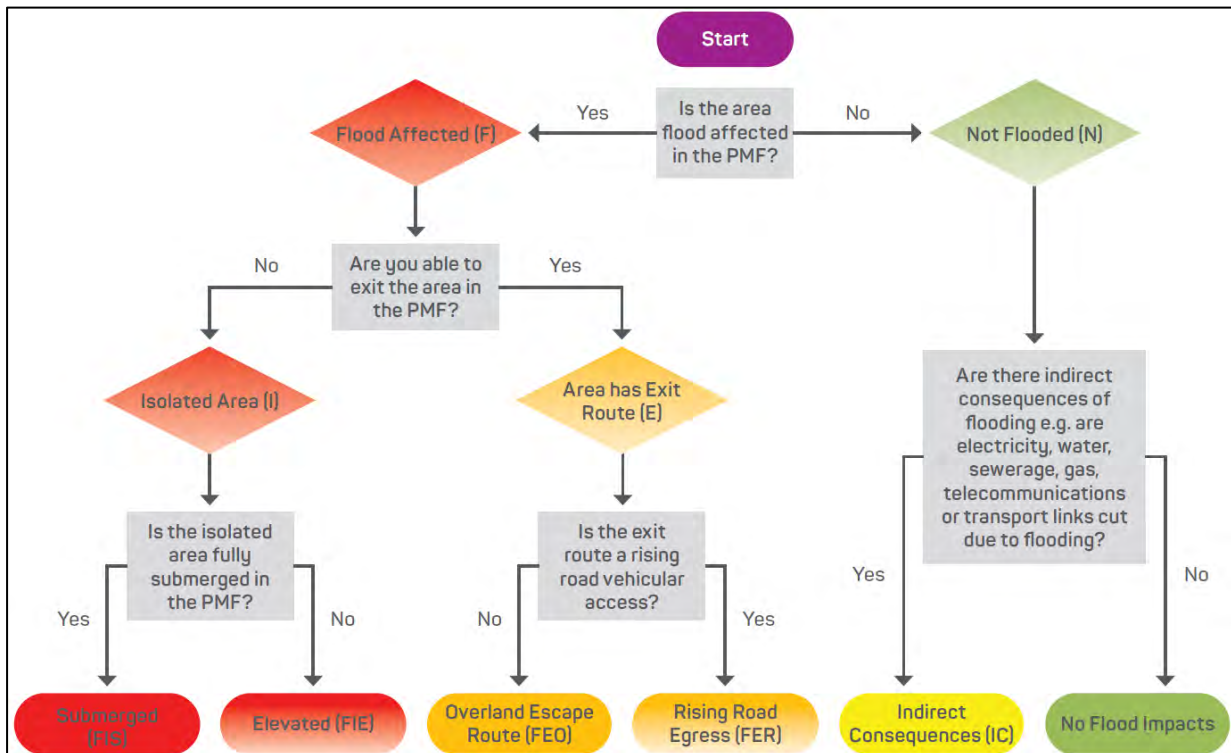 Start
Yes
Is the area
flood affected
in the PMF?
No
Flood Affected (F)
Not Flooded (N)
No
Are you able to
exit the area in
the PMF?
Yes
Isolated Area (I)
Area has Exit
Route (E)
Are there indirect
consequences of
flooding e.g. are
electricity, water,
sewerage, gas,
telecommunications
or transport links cut
due to flooding?
Is the isolated
area fully
submerged in
the PMF?
Is the exit
route a rising
road vehicular
access?
Yes
No
No
Yes
Yes
No
Submerged
(FIS)
Elevated (FIE)
Overland Escape
Route (FEO)
Rising Road
Egress (FER)
Indirect
Consequences (IC)
No Flood Impacts